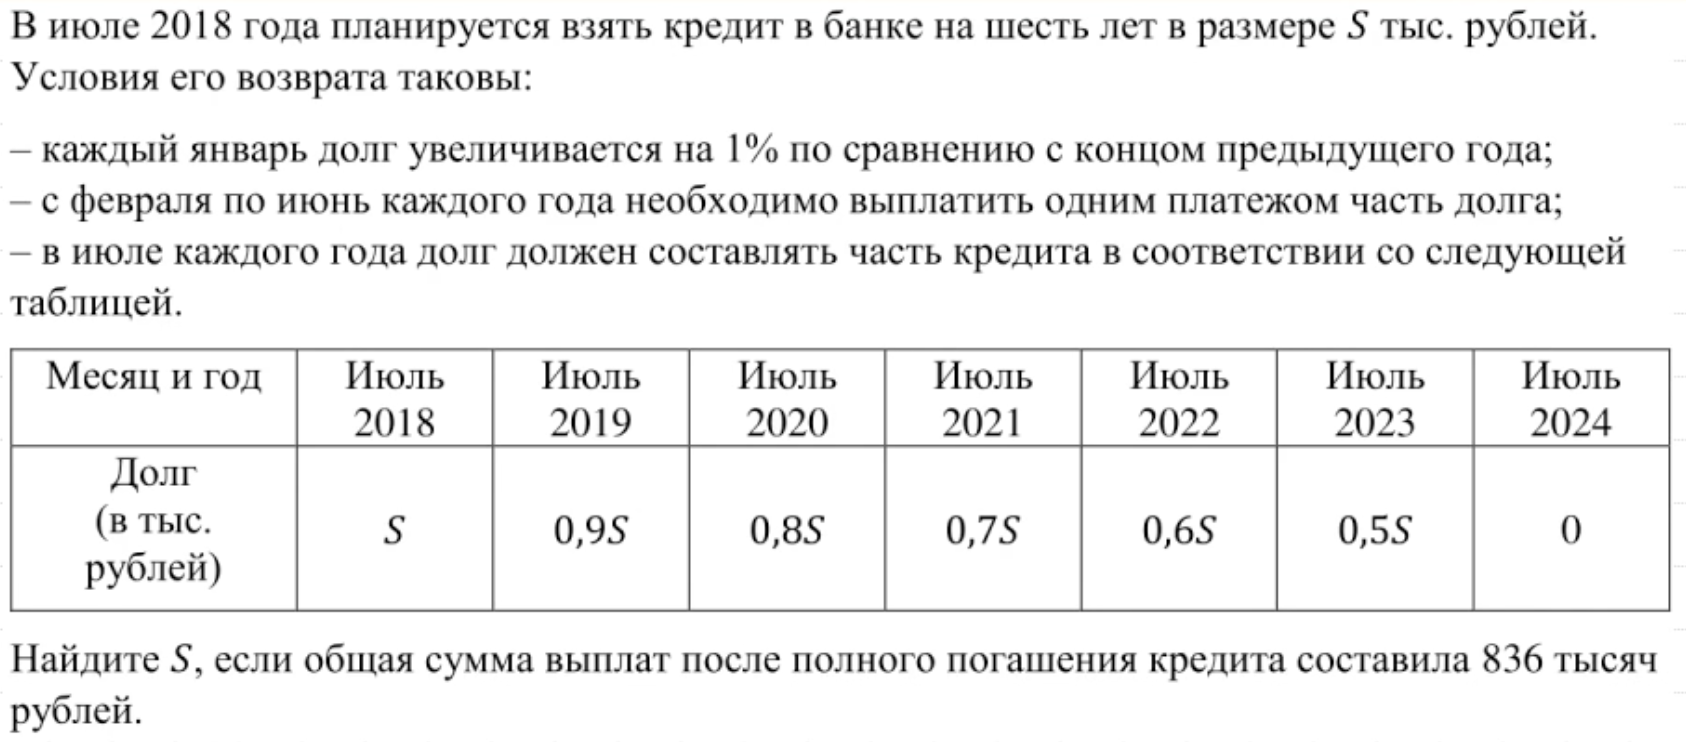 В июле 2018 года планируется взять кредит в банке на шесть лет в размере S тыс. рублей.
Условия его возврата таковы:
– каждый январь долг увеличивается на 1% по сравнению с концом предыдущего года;
– с февраля по июнь каждого года необходимо выплатить одним платежом часть долга;
– в июле каждого года долг должен составлять часть кредита в соответствии со следующей
таблицей.
Месяц и год Июль Июль Июль Июль Июль Июль Июль
2018 2019 2020 2021 2022 2023 2024
Долг
(в тыс. S 0,9S 0,8S 0,7S 0,6S 0,5S 0
рублей)
Найдите S, если общая сумма выплат после полного погашения кредита составила 836 тысяч
рублей.